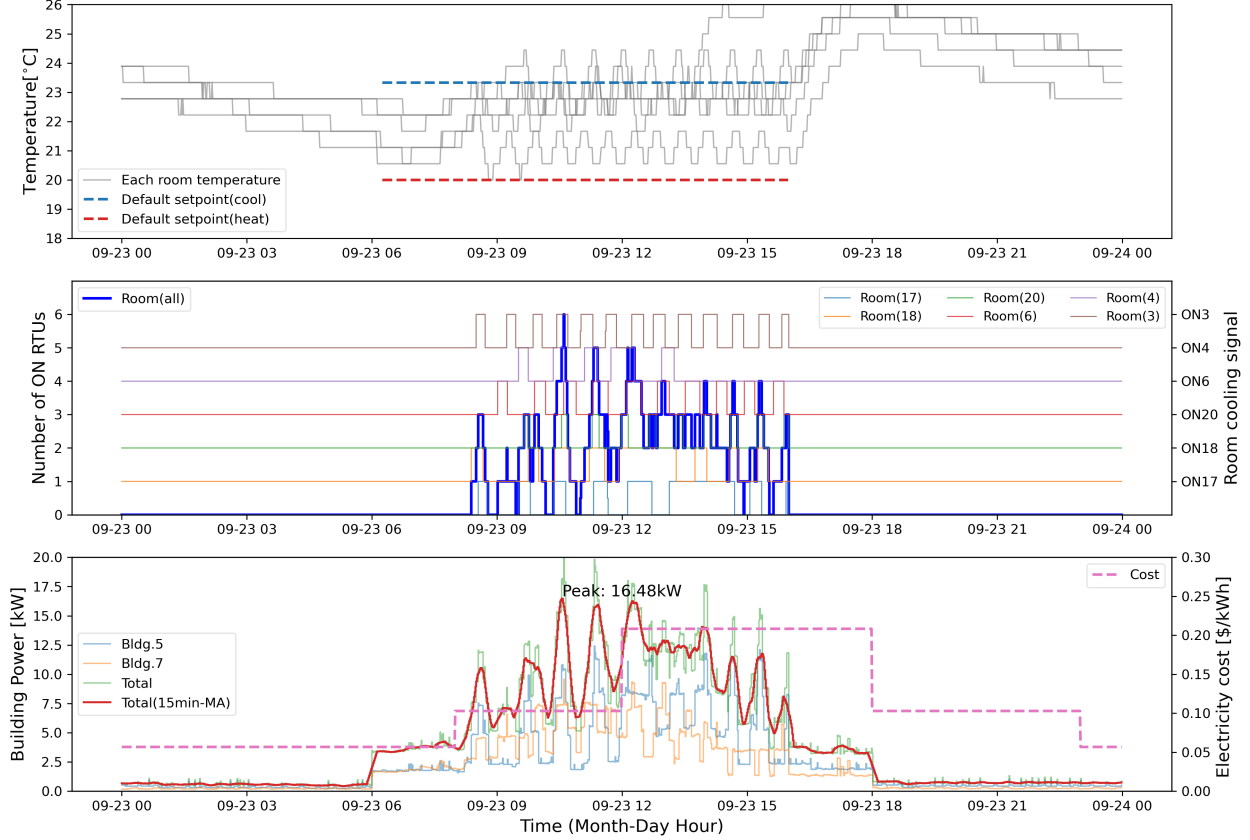 26
25
24
23
22
21
20
19
18
Temperature[°C]
Each room temperature
Default setpoint(cool)
Default setpoint(heat)
09-23 00 09-23 03 09-23 06 09-23 09 09-23 12 09-23 15 09-23 18 09-23 21 09-24 00
Room(all)
Room(17) Room(20) Room(4)
Room(18) Room(6) Room(3)
6
5
4
3
2
1
0
Number of ON RTUs
ON3
ON4
ON6
ON20
ON18
ON17
Room cooling signal
09-23 00 09-23 03 09-23 06 09-23 09 09-23 12 09-23 15 09-23 18 09-23 21 09-24 00
20.0
17.5
15.0
12.5
10.0
7.5
5.0
2.5
0.0
Building Power [kW]
Peak: 16.48kW
Cost
Bldg.5
Bldg.7
Total
Total(15min-MA)
0.30
0.25
0.20
0.15
0.10
0.05
0.00
Electricity cost [$/kWh]
09-23 00 09-23 03 09-23 06 09-23 09 09-23 12 09-23 15 09-23 18 09-23 21 09-24 00
Time (Month-Day Hour)